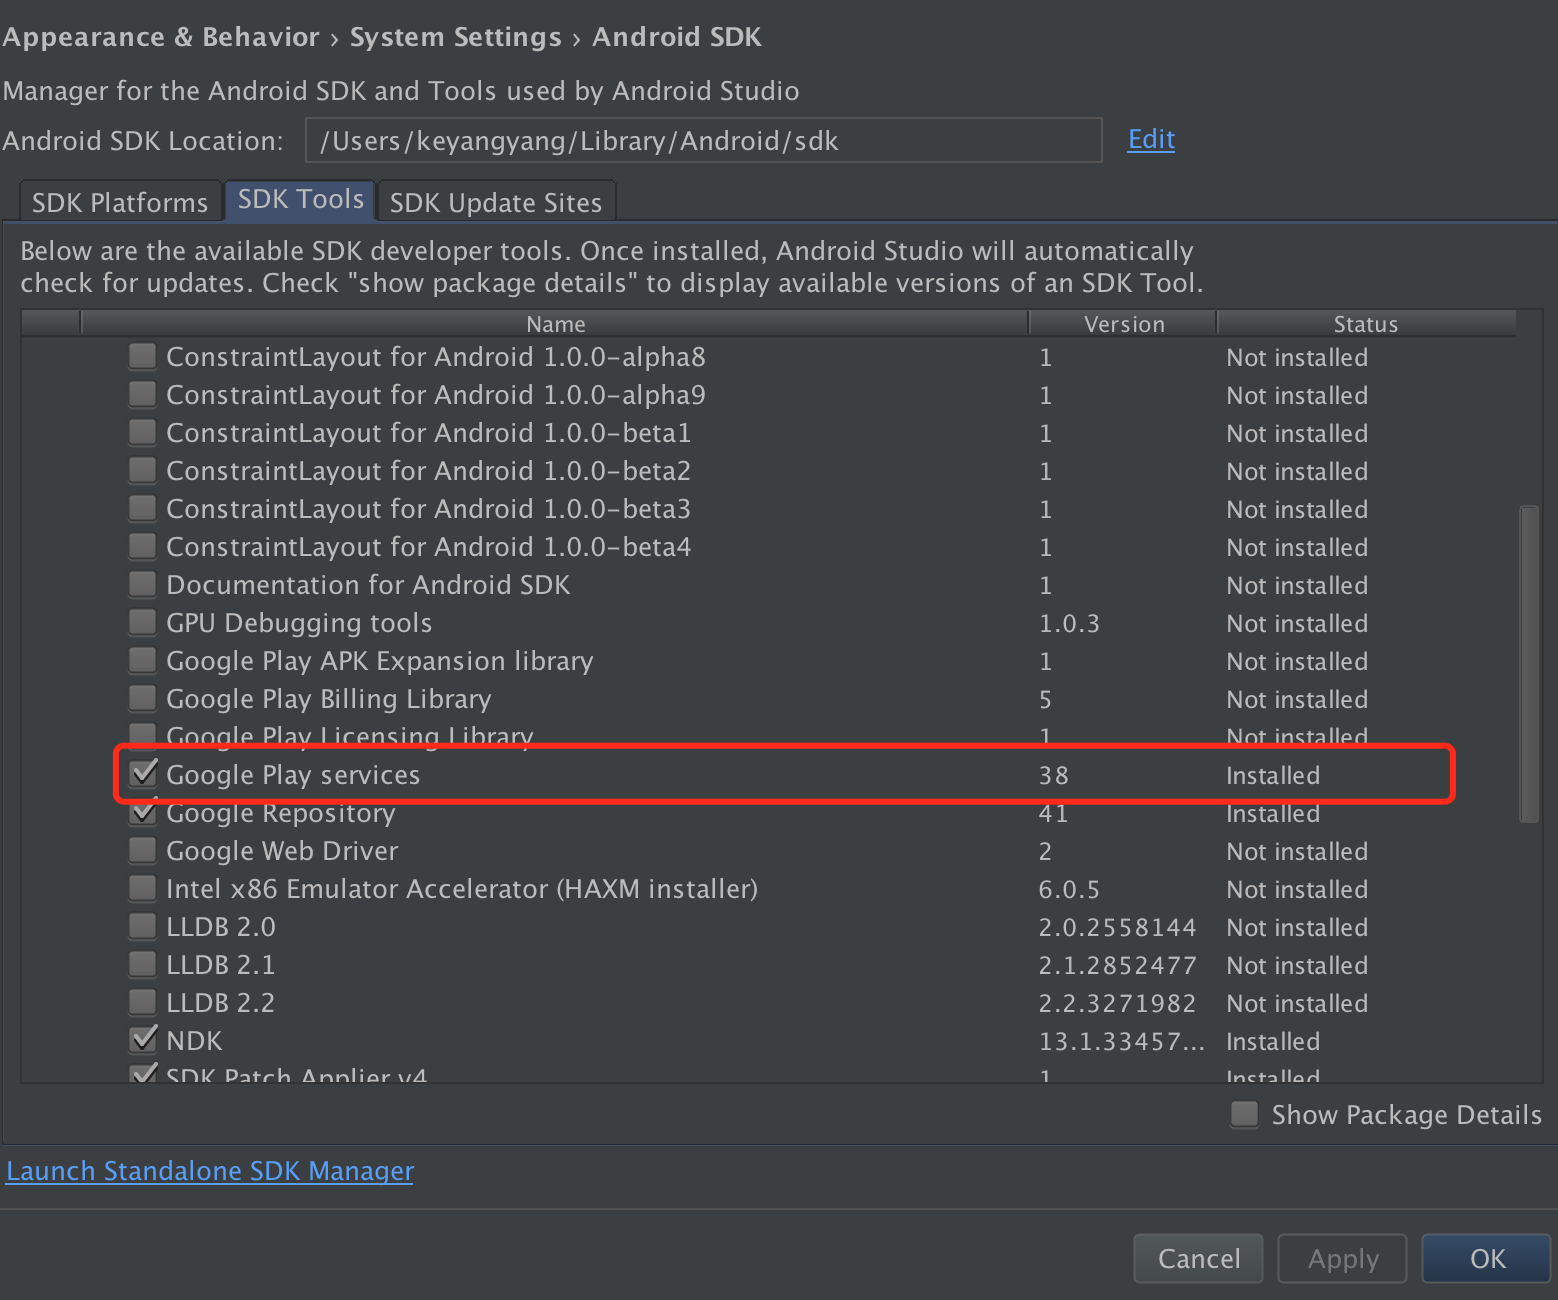 Appearance & Behavior › System Settings › Android SDK
Manager for the Android SDK and Tools used by Android Studio
Android SDK Location: /Users/keyangyang/Library/Android/sdk Edit
SDK Platforms SDK Tools SDK Update Sites
Below are the available SDK developer tools. Once installed, Android Studio will automatically
check for updates. Check "show package details" to display available versions of an SDK Tool.
Name Version Status
ConstraintLayout for Android 1.0.0-alpha8 1 Not installed
ConstraintLayout for Android 1.0.0-alpha9 1 Not installed
ConstraintLayout for Android 1.0.0-beta1 1 Not installed
ConstraintLayout for Android 1.0.0-beta2 1 Not installed
ConstraintLayout for Android 1.0.0-beta3 1 Not installed
ConstraintLayout for Android 1.0.0-beta4 1 Not installed
Documentation for Android SDK 1 Not installed
GPU Debugging tools 1.0.3 Not installed
Google Play APK Expansion library 1 Not installed
Google Play Billing Library 5 Not installed
Google Play Licensing Library 1 Not installed
Google Play services 38 Installed
Google Repository 41 Installed
Google Web Driver 2 Not installed
Intel x86 Emulator Accelerator (HAXM installer) 6.0.5 Not installed
LLDB 2.0 2.0.2558144 Not installed
LLDB 2.1 2.1.2852477 Not installed
LLDB 2.2 2.2.3271982 Not installed
NDK 13.1.33457... Installed
SDK Patch Applier v4 1 Installed
Show Package Details
Launch Standalone SDK Manager
Cancel Apply OK